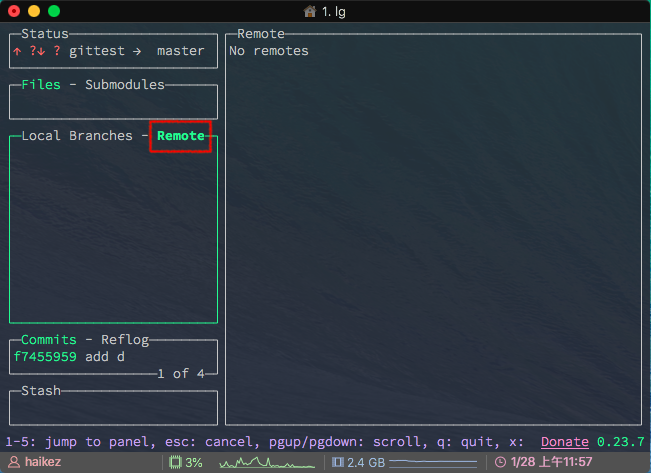 1. lg
Status
↑ ?↓ ? gittest → master
Files - Submodules
Local Branches - Remote
Commits - Reflog
f7455959 add d
1 of 4
Stash
Remote
No remotes
1-5: jump to panel, esc: cancel, pgup/pgdown: scroll, q: quit, x: Donate 0.23.7
haikez 3% 2.4 GB 1/28 上午11:57